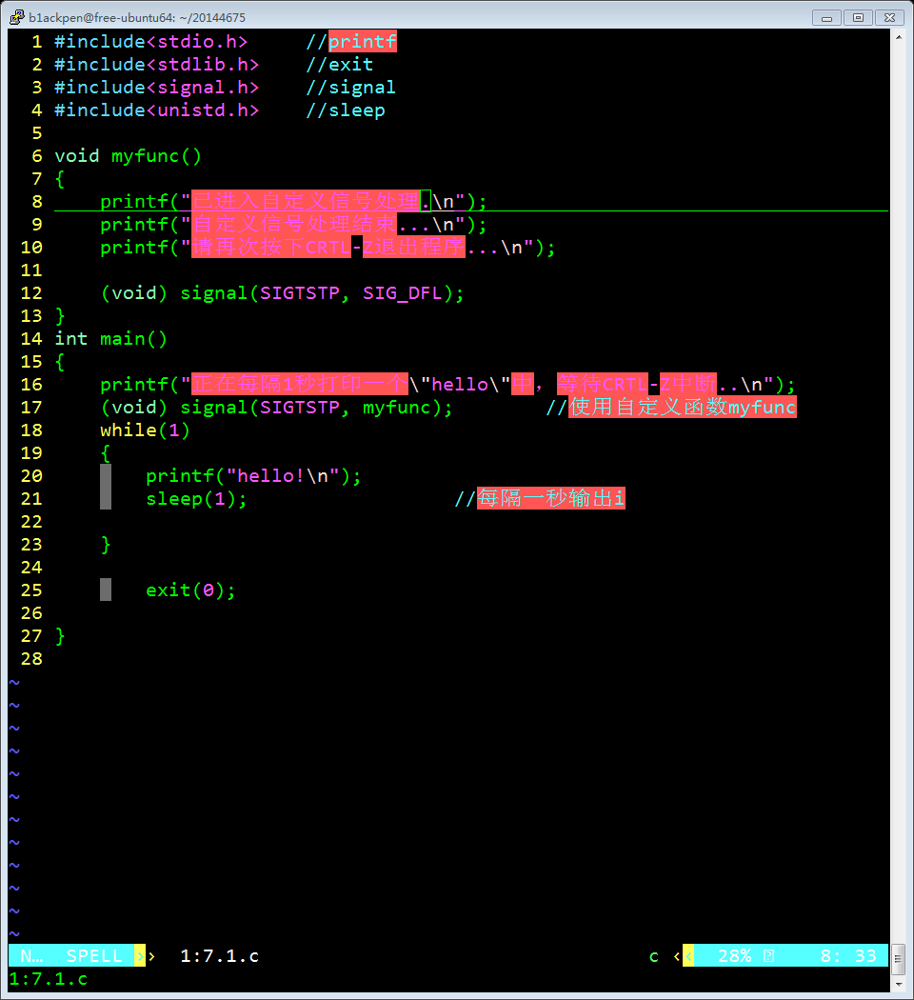 b1ackpen@free-ubuntu64: ~/20144675
1 #include<stdio.h>     //printf
2 #include<stdlib.h>    //exit
3 #include<signal.h>    //signal
4 #include<unistd.h>    //sleep
5
6 void myfunc()
7 {
8     printf("已进入自定义信号处理.\n");
9     printf("自定义信号处理结束...\n");
10     printf("请再次按下CRTL-Z退出程序...\n");
11
12     (void) signal(SIGTSTP, SIG_DFL);
13 }
14 int main()
15 {
16     printf("正在每隔1秒打印一个\"hello\"中, 等待CRTL-Z中断..\n");
17     (void) signal(SIGTSTP, myfunc);        //使用自定义函数myfunc
18     while(1)
19     {
20         printf("hello!\n");
21         sleep(1);                  //每隔一秒输出i
22
23     }
24
25         exit(0);
26
27 }
28
~
~
~
~
~
~
~
~
~
~
~
~
N… SPELL › 1:7.1.c c ‹ 28% 8: 33
1:7.1.c